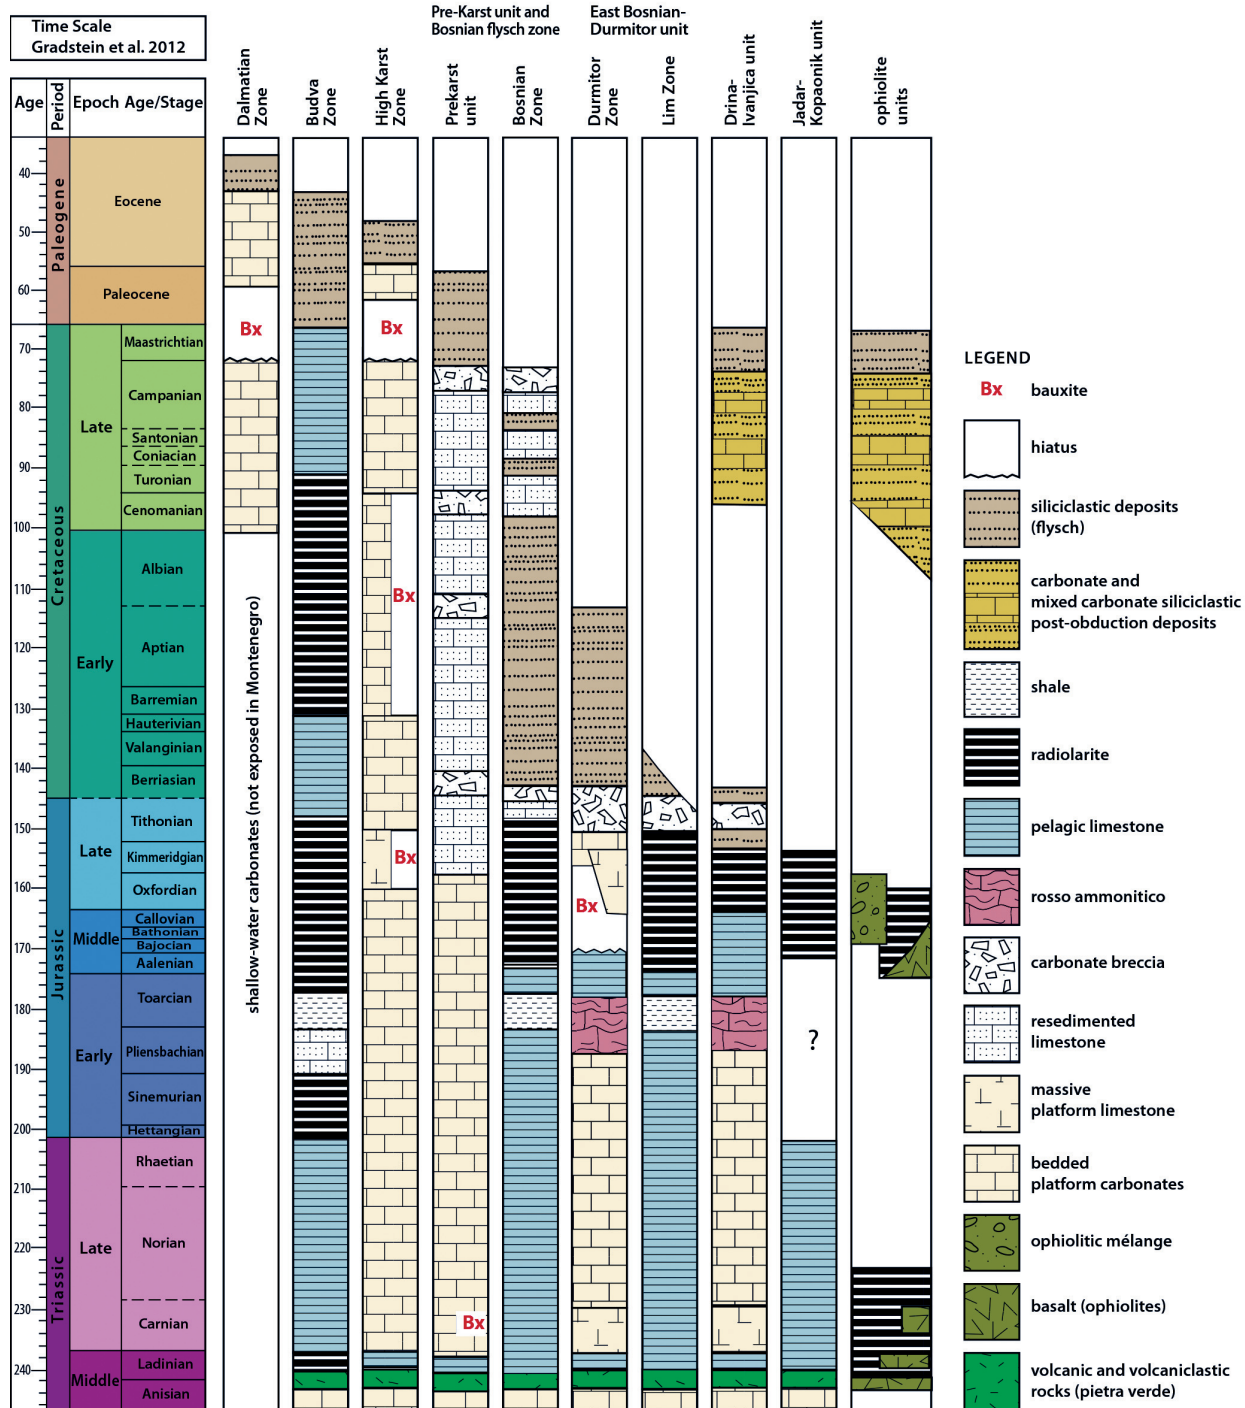 Time Scale
Gradstein et al. 2012
Pre-Karst unit and
Bosnian flysch zone
East Bosnian-
Durmitor unit
Age
Period
Epoch
Age/Stage
Dalmatian
Zone
Budva
Zone
High Karst
Zone
Prekarst
unit
Bosnian
Zone
Durmitor
Zone
Lim Zone
Drina-
Ivanjica unit
Jadar-
Kopaonik unit
ophiolite
units
40
50
60
70
80
90
100
110
120
130
140
150
160
170
180
190
200
210
220
230
240
Paleogene
Cretaceous
Jurassic
Triassic
Eocene
Paleocene
Late
Early
Late
Middle
Early
Late
Middle
Maastrichtian
Campanian
Santonian
Coniacian
Turonian
Cenomanian
Albian
Aptian
Barremian
Hauterivian
Valanginian
Berriasian
Tithonian
Kimmeridgian
Oxfordian
Callovian
Bathonian
Bajocian
Aalenian
Toarcian
Pliensbachian
Sinemurian
Hettangian
Rhaetian
Norian
Carnian
Ladinian
Anisian
Bx
Bx
Bx
Bx
Bx
Bx
shallow-water carbonates (not exposed in Montenegro)
?
LEGEND
Bx
bauxite
hiatus
siliciclastic deposits
(flysch)
carbonate and
mixed carbonate siliciclastic
post-obduction deposits
shale
radiolarite
pelagic limestone
rosso ammonitico
carbonate breccia
resedimented
limestone
massive
platform limestone
bedded
platform carbonates
ophiolitic mélange
basalt (ophiolites)
volcanic and volcaniclastic
rocks (pietra verde)